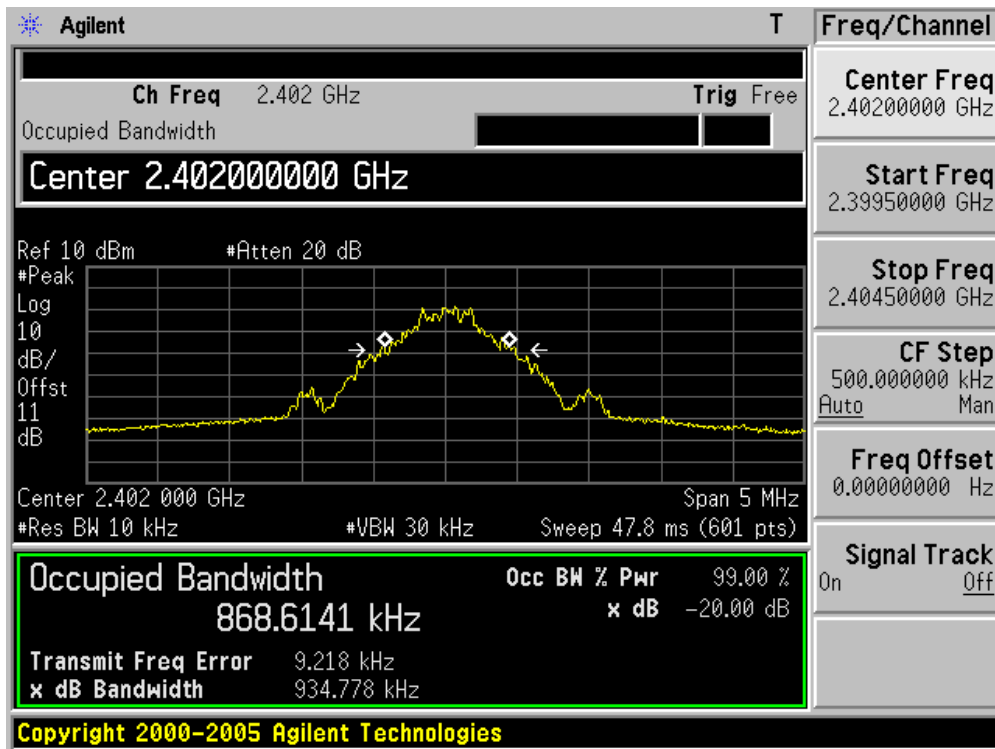 Agilent T Freq/Channel
Ch Freq 2.402 GHz Trig Free
Occupied Bandwidth
Center 2.402000000 GHz
Ref 10 dBm #Atten 20 dB
#Peak
Log
10
dB/
Offst
11
dB
Center 2.402 000 GHz Span 5 MHz
#Res BW 10 kHz #VBW 30 kHz Sweep 47.8 ms (601 pts)
Occupied Bandwidth Occ BW % Pwr 99.00 %
868.6141 kHz x dB -20.00 dB
Transmit Freq Error 9.218 kHz
x dB Bandwidth 934.778 kHz
Copyright 2000-2005 Agilent Technologies
Center Freq
2.40200000 GHz
Start Freq
2.39950000 GHz
Stop Freq
2.40450000 GHz
CF Step
500.000000 kHz
Auto Man
Freq Offset
0.00000000 Hz
Signal Track
On Off